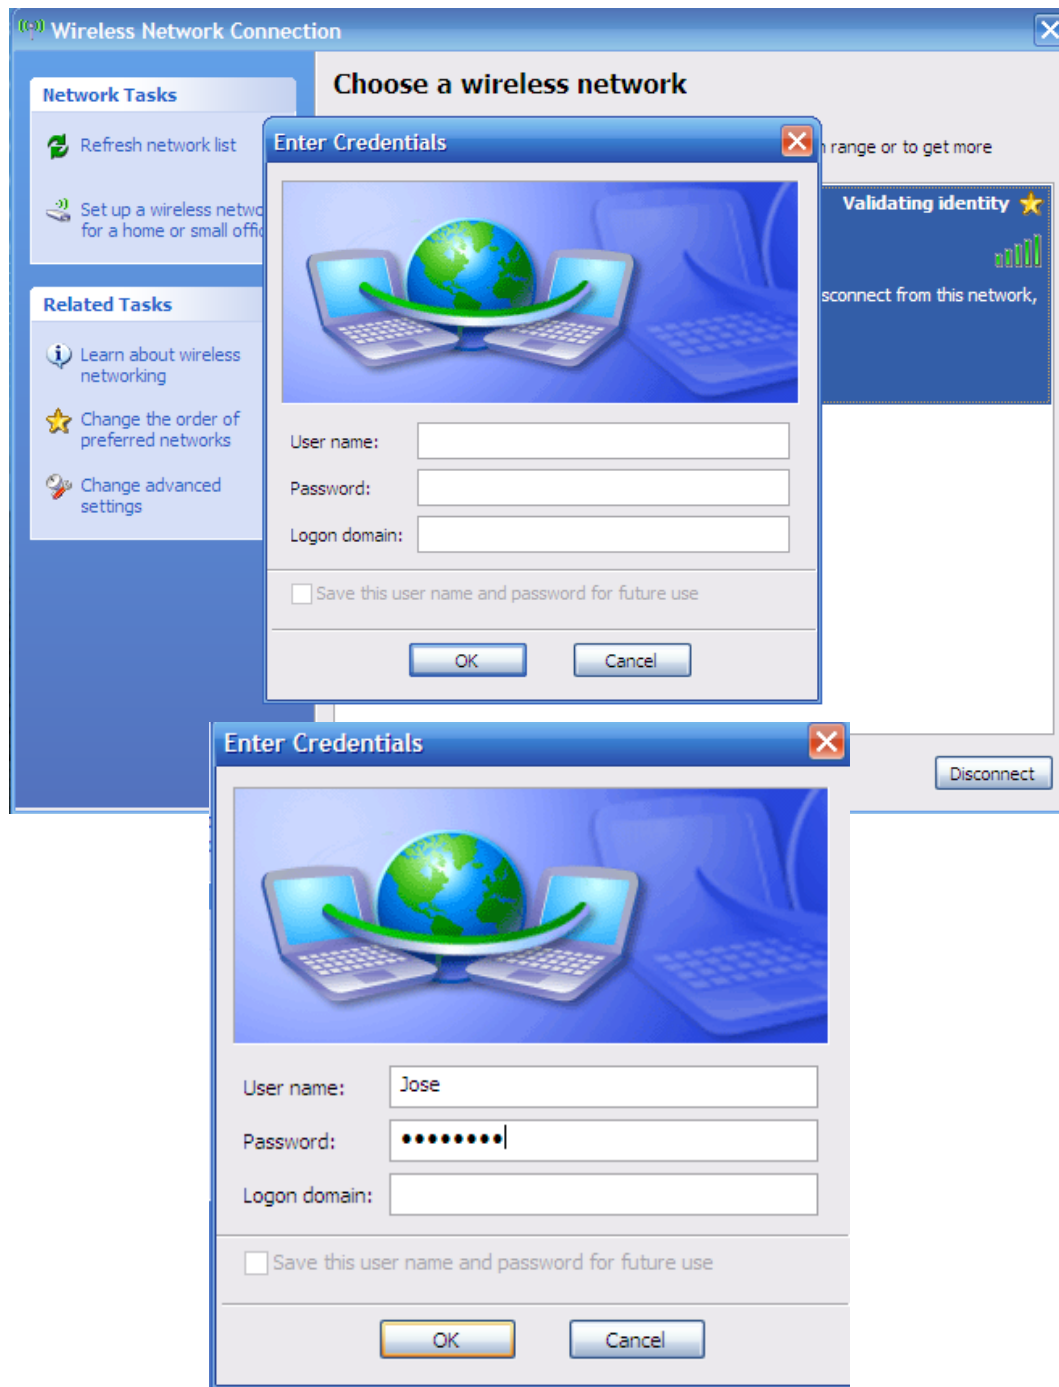 Wireless Network Connection
Network Tasks
Refresh network list
Set up a wireless netwo
for a home or small offic
Related Tasks
Learn about wireless
networking
Change the order of
preferred networks
Change advanced
settings
Choose a wireless network
range or to get more
Validating identity
sconnect from this network,
Enter Credentials
User name:
Password:
Logon domain:
Save this user name and password for future use
OK
Cancel
Disconnect
Enter Credentials
User name: Jose
Password: ••••••••
Logon domain:
Save this user name and password for future use
OK
Cancel